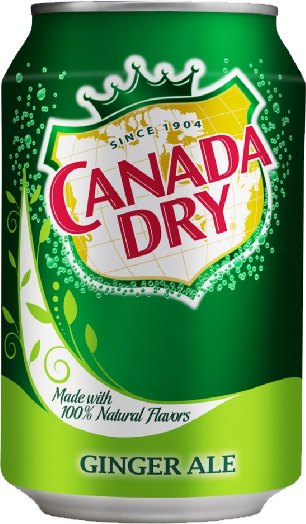 SINCE 1904
CANADA
DRY
Made with
100% Natural Flavors
GINGER ALE